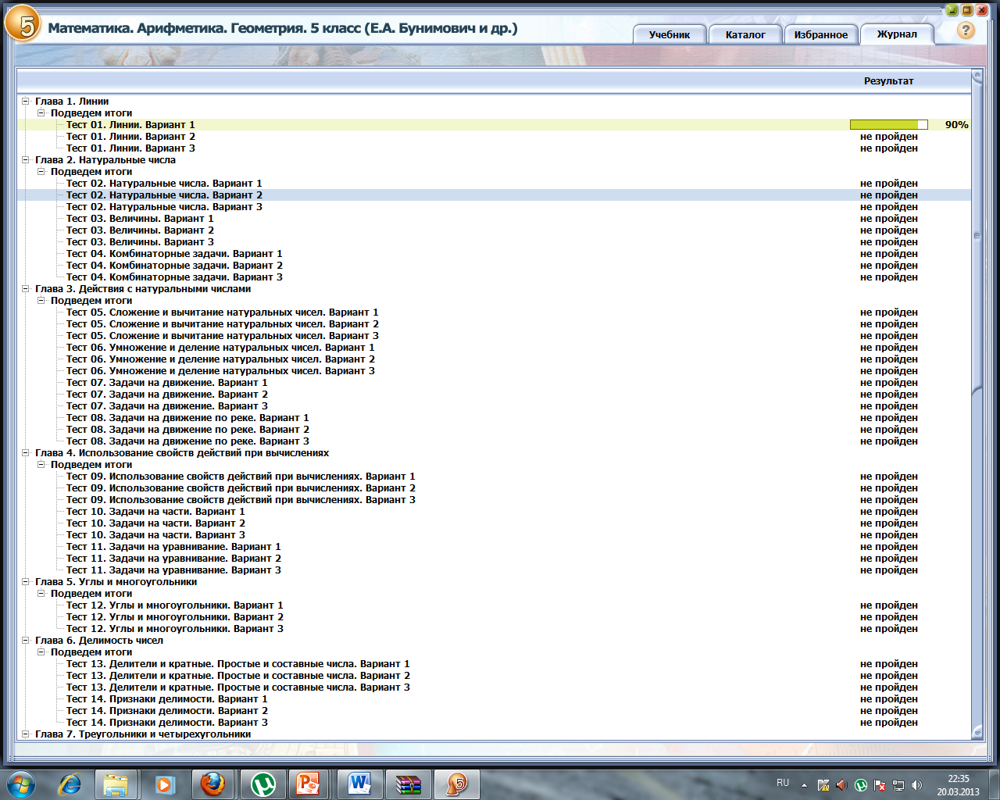 5
Математика. Арифметика. Геометрия. 5 класс (Е.А. Бунимович и др.)
Учебник Каталог Избранное Журнал ?
Результат
Глава 1. Линии
Подведем итоги
Тест 01. Линии. Вариант 1 90%
Тест 01. Линии. Вариант 2 не пройден
Тест 01. Линии. Вариант 3 не пройден
Глава 2. Натуральные числа
Подведем итоги
Тест 02. Натуральные числа. Вариант 1 не пройден
Тест 02. Натуральные числа. Вариант 2 не пройден
Тест 02. Натуральные числа. Вариант 3 не пройден
Тест 03. Величины. Вариант 1 не пройден
Тест 03. Величины. Вариант 2 не пройден
Тест 03. Величины. Вариант 3 не пройден
Тест 04. Комбинаторные задачи. Вариант 1 не пройден
Тест 04. Комбинаторные задачи. Вариант 2 не пройден
Тест 04. Комбинаторные задачи. Вариант 3 не пройден
Глава 3. Действия с натуральными числами
Подведем итоги
Тест 05. Сложение и вычитание натуральных чисел. Вариант 1 не пройден
Тест 05. Сложение и вычитание натуральных чисел. Вариант 2 не пройден
Тест 05. Сложение и вычитание натуральных чисел. Вариант 3 не пройден
Тест 06. Умножение и деление натуральных чисел. Вариант 1 не пройден
Тест 06. Умножение и деление натуральных чисел. Вариант 2 не пройден
Тест 06. Умножение и деление натуральных чисел. Вариант 3 не пройден
Тест 07. Задачи на движение. Вариант 1 не пройден
Тест 07. Задачи на движение. Вариант 2 не пройден
Тест 07. Задачи на движение. Вариант 3 не пройден
Тест 08. Задачи на движение по реке. Вариант 1 не пройден
Тест 08. Задачи на движение по реке. Вариант 2 не пройден
Тест 08. Задачи на движение по реке. Вариант 3 не пройден
Глава 4. Использование свойств действий при вычислениях
Подведем итоги
Тест 09. Использование свойств действий при вычислениях. Вариант 1 не пройден
Тест 09. Использование свойств действий при вычислениях. Вариант 2 не пройден
Тест 09. Использование свойств действий при вычислениях. Вариант 3 не пройден
Тест 10. Задачи на части. Вариант 1 не пройден
Тест 10. Задачи на части. Вариант 2 не пройден
Тест 10. Задачи на части. Вариант 3 не пройден
Тест 11. Задачи на уравнивание. Вариант 1 не пройден
Тест 11. Задачи на уравнивание. Вариант 2 не пройден
Тест 11. Задачи на уравнивание. Вариант 3 не пройден
Глава 5. Углы и многоугольники
Подведем итоги
Тест 12. Углы и многоугольники. Вариант 1 не пройден
Тест 12. Углы и многоугольники. Вариант 2 не пройден
Тест 12. Углы и многоугольники. Вариант 3 не пройден
Глава 6. Делимость чисел
Подведем итоги
Тест 13. Делители и кратные. Простые и составные числа. Вариант 1 не пройден
Тест 13. Делители и кратные. Простые и составные числа. Вариант 2 не пройден
Тест 13. Делители и кратные. Простые и составные числа. Вариант 3 не пройден
Тест 14. Признаки делимости. Вариант 1 не пройден
Тест 14. Признаки делимости. Вариант 2 не пройден
Тест 14. Признаки делимости. Вариант 3 не пройден
Глава 7. Треугольники и четырехугольники
RU 22:35
20.03.2013